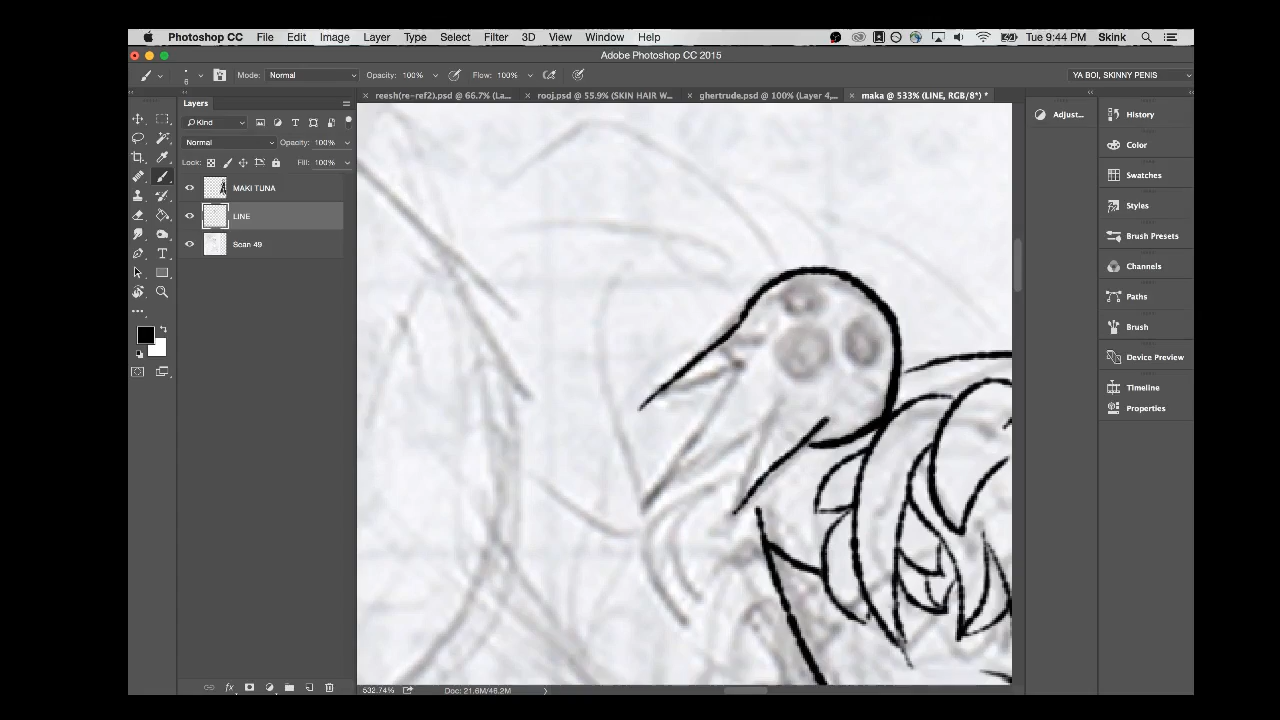 Photoshop CC File Edit Image Layer Type Select Filter 3D View Window Help Tue 9:44 PM Skink
Adobe Photoshop CC 2015
6 Mode: Normal Opacity: 100% Flow: 100% YA BOI, SKINNY PENIS
reesh(re-ref2).psd @ 66.7% (La... rooj.psd @ 55.9% (SKIN HAIR W... ghertrude.psd @ 100% (Layer 4,... maka @ 533% (LINE, RGB/8*) *
Layers
Kind
Normal Opacity: 100%
Lock: Fill: 100%
MAKI TUNA
LINE
Scan 49
fx
532.74% Doc: 21.6M/46.2M
Adjust...
History
Color
Swatches
Styles
Brush Presets
Channels
Paths
Brush
Device Preview
Timeline
Properties